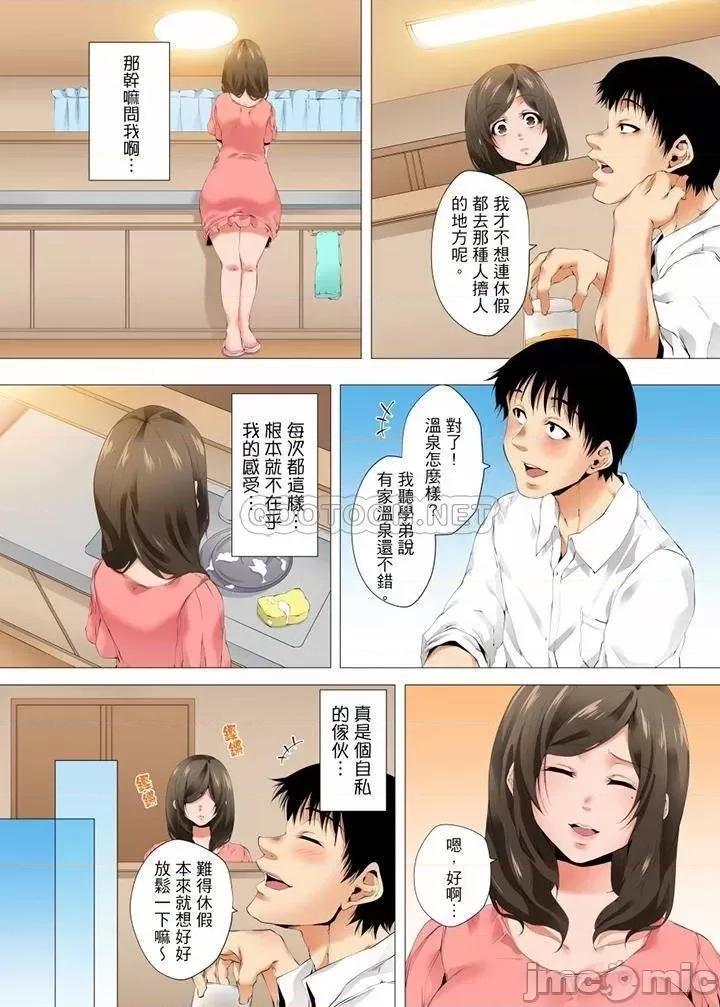 我才不想連休假
都去那種人擠人
的地方呢。
那幹嘛問我啊…
對了！
溫泉怎麼樣？
我聽學弟說
有家溫泉還不錯。
每次都這樣…
根本就不在乎
我的感受…
嗯，好啊…
真是個自私
的傢伙…
鏗鏘
鏗鏘
難得休假
本來就想好好
放鬆一下嘛～
jmcomic